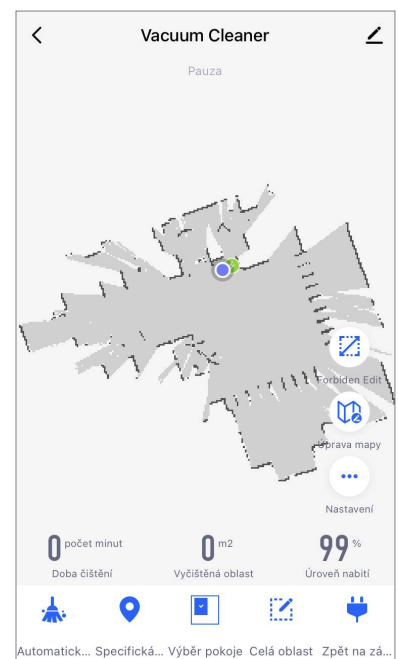 Vacuum Cleaner
Pauza
Forbiden Edit
Úprava mapy
Nastavení
0 počet minut
0 m2
99 %
Doba čištění
Vyčištěná oblast
Úroveň nabití
Automatick... Specifická... Výběr pokoje Celá oblast Zpět na zá...